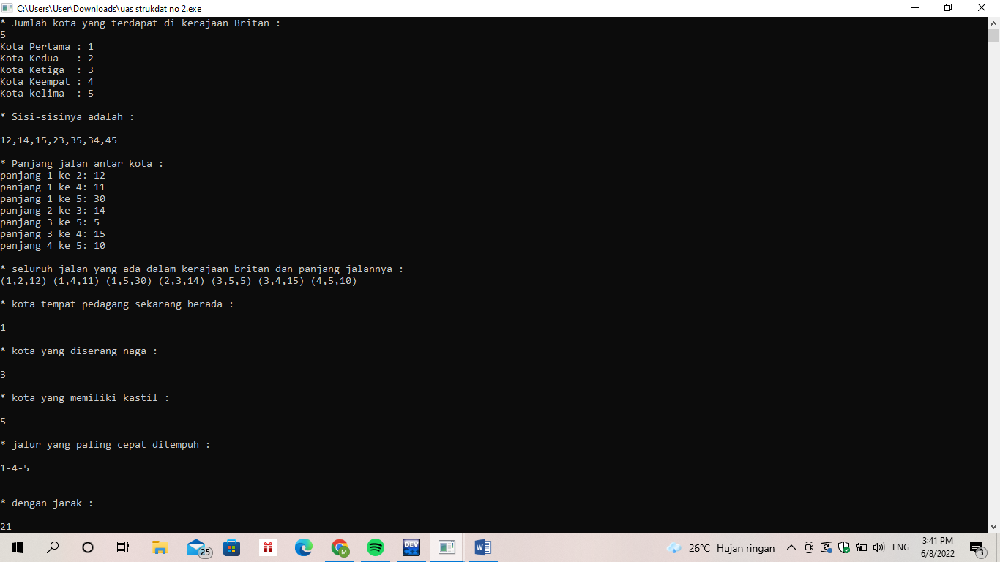 C:\Users\User\Downloads\uas strukdat no 2.exe
* Jumlah kota yang terdapat di kerajaan Britan :
5
Kota Pertama : 1
Kota Kedua   : 2
Kota Ketiga  : 3
Kota Keempat : 4
Kota kelima  : 5
* Sisi-sisinya adalah :
12,14,15,23,35,34,45
* Panjang jalan antar kota :
panjang 1 ke 2: 12
panjang 1 ke 4: 11
panjang 1 ke 5: 30
panjang 2 ke 3: 14
panjang 3 ke 5: 5
panjang 3 ke 4: 15
panjang 4 ke 5: 10
* seluruh jalan yang ada dalam kerajaan britan dan panjang jalannya :
(1,2,12) (1,4,11) (1,5,30) (2,3,14) (3,5,5) (3,4,15) (4,5,10)
* kota tempat pedagang sekarang berada :
1
* kota yang diserang naga :
3
* kota yang memiliki kastil :
5
* jalur yang paling cepat ditempuh :
1-4-5
* dengan jarak :
21
25
M
DEV
W
26°C Hujan ringan
ENG
3:41 PM
6/8/2022
3